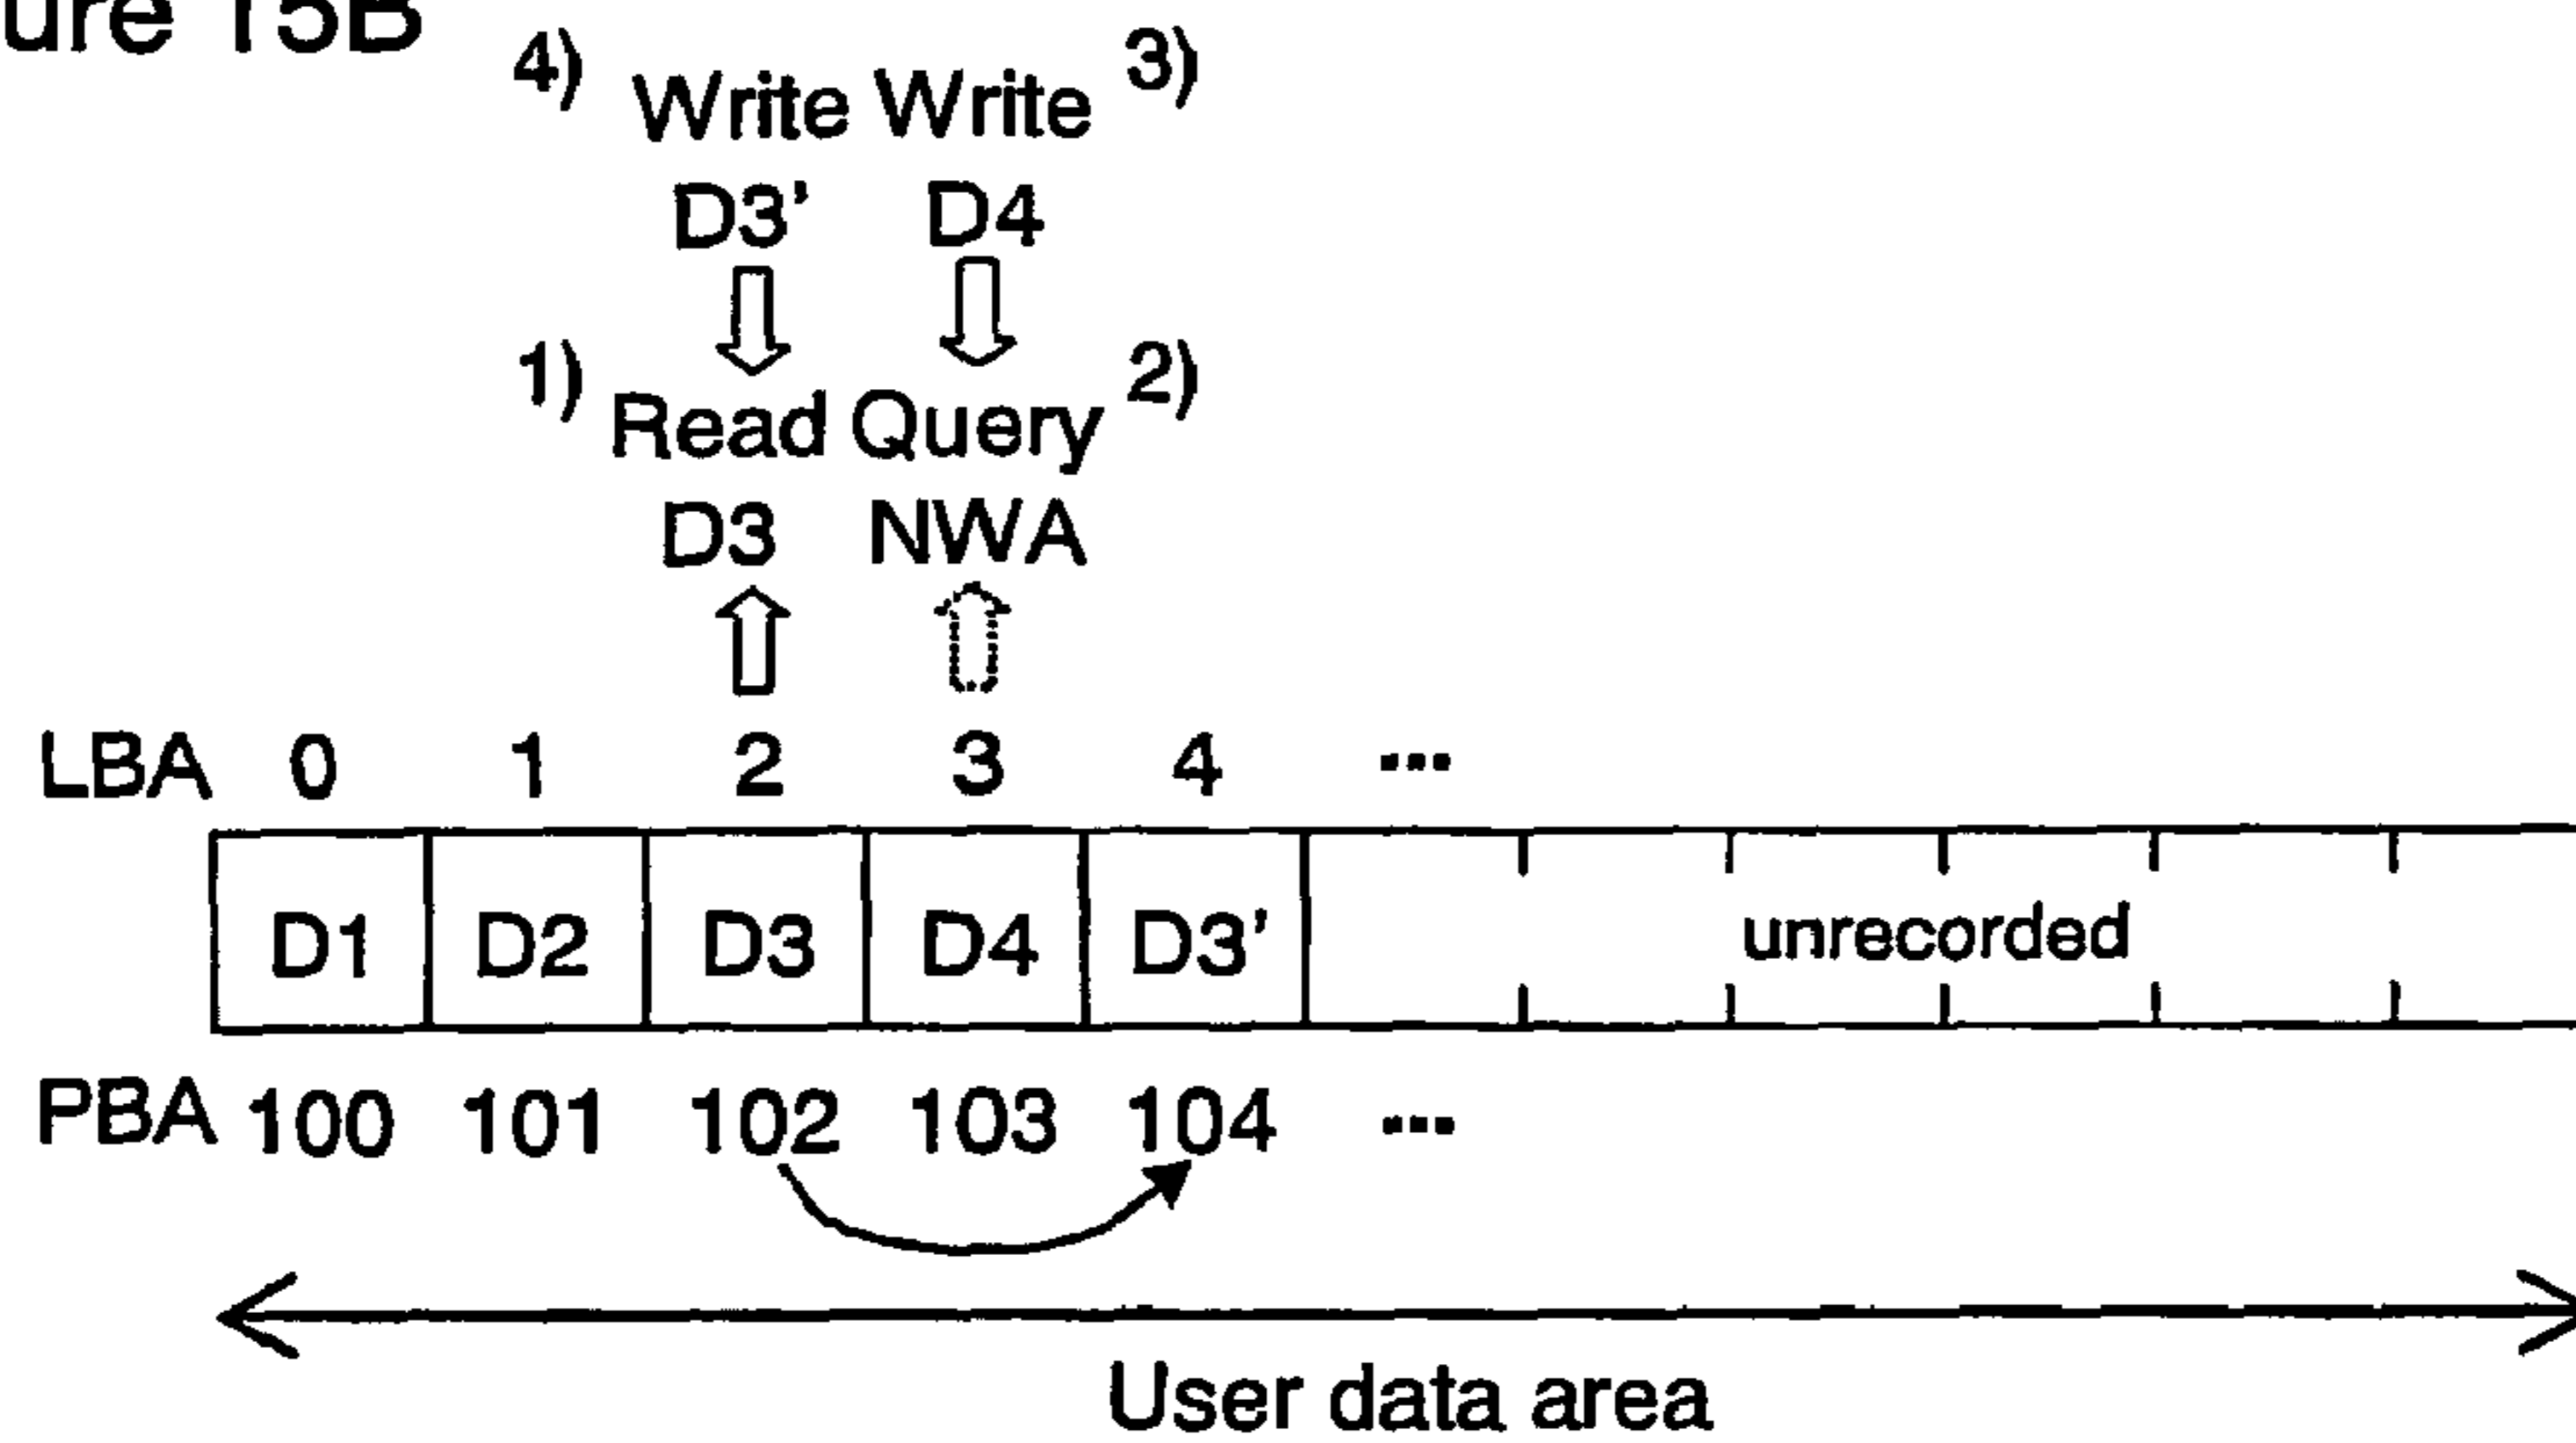 ure 15B
4) Write Write 3)
D3' D4
1) Read Query 2)
D3 NWA
LBA 0 1 2 3 4 ...
D1 D2 D3 D4 D3' unrecorded
PBA 100 101 102 103 104 ...
User data area